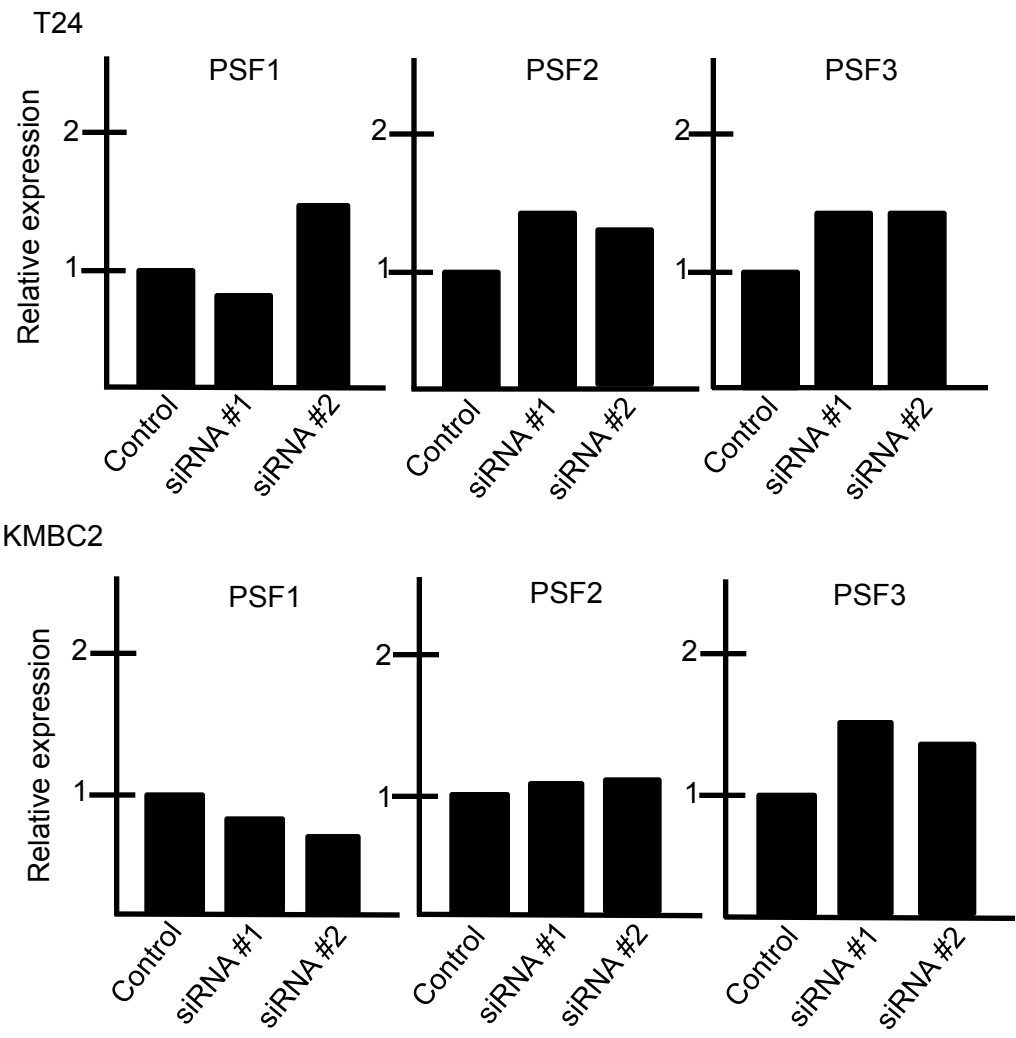 T24
PSF1 PSF2 PSF3
Relative expression
2 2 2
1 1 1
Control siRNA #1 siRNA #2 Control siRNA #1 siRNA #2 Control siRNA #1 siRNA #2
KMBC2
PSF1 PSF2 PSF3
Relative expression
2 2 2
1 1 1
Control siRNA #1 siRNA #2 Control siRNA #1 siRNA #2 Control siRNA #1 siRNA #2